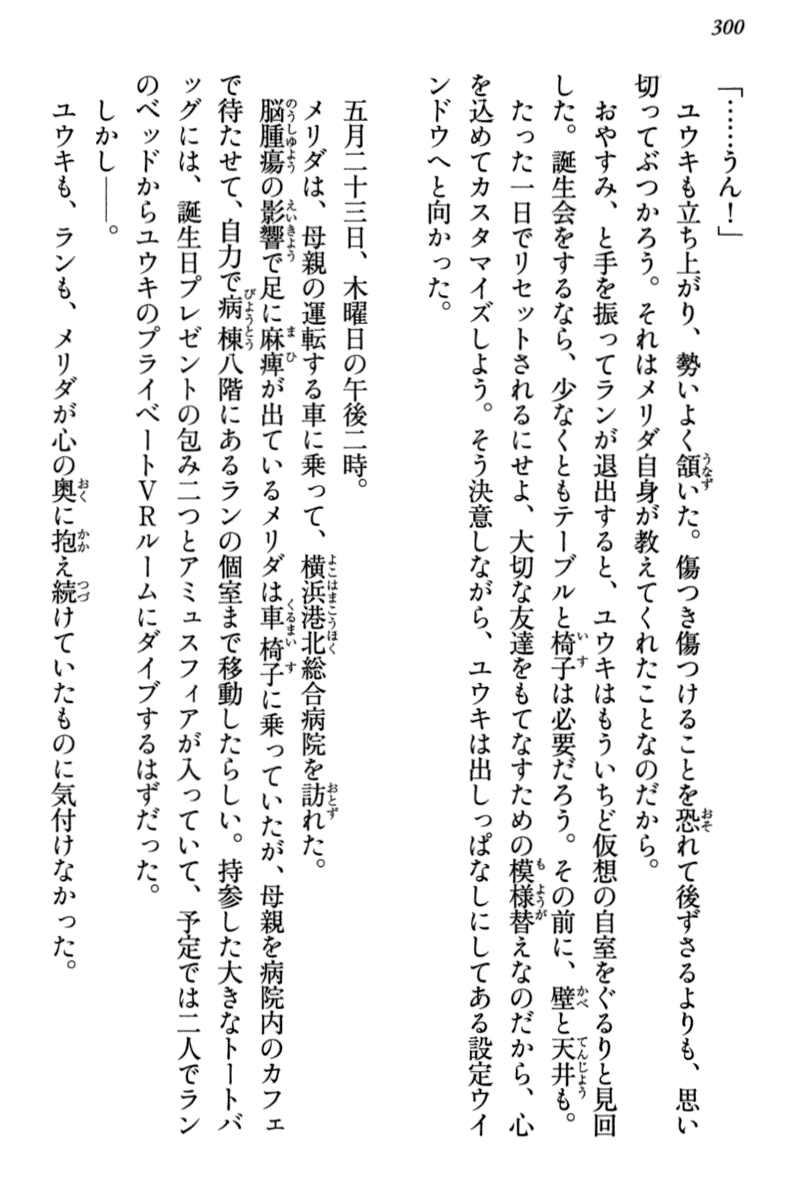 300
「……うん！」
　ユウキも立ち上がり、勢いよく頷いた。傷つき傷つけることを恐れて後ずさるよりも、思い
切ってぶつかろう。それはメリダ自身が教えてくれたことなのだから。
　おやすみ、と手を振ってランが退出すると、ユウキはもういちど仮想の自室をぐるりと見回
した。誕生会をするなら、少なくともテーブルと椅子は必要だろう。その前に、壁と天井も。
　たった一日でリセットされるにせよ、大切な友達をもてなすための模様替えなのだから、心
を込めてカスタマイズしよう。そう決意しながら、ユウキは出しっぱなしにしてある設定ウイ
ンドウへと向かった。
　五月二十三日、木曜日の午後二時。
　メリダは、母親の運転する車に乗って、横浜港北総合病院を訪れた。
　脳腫瘍の影響で足に麻痺が出ているメリダは車椅子に乗っていたが、母親を病院内のカフェ
で待たせて、自力で病棟八階にあるランの個室まで移動したらしい。持参した大きなトートバ
ッグには、誕生日プレゼントの包み二つとアミュスフィアが入っていて、予定では二人でラン
のベッドからユウキのプライベートＶＲルームにダイブするはずだった。
　しかし――。
　ユウキも、ランも、メリダが心の奥に抱え続けていたものに気付けなかった。